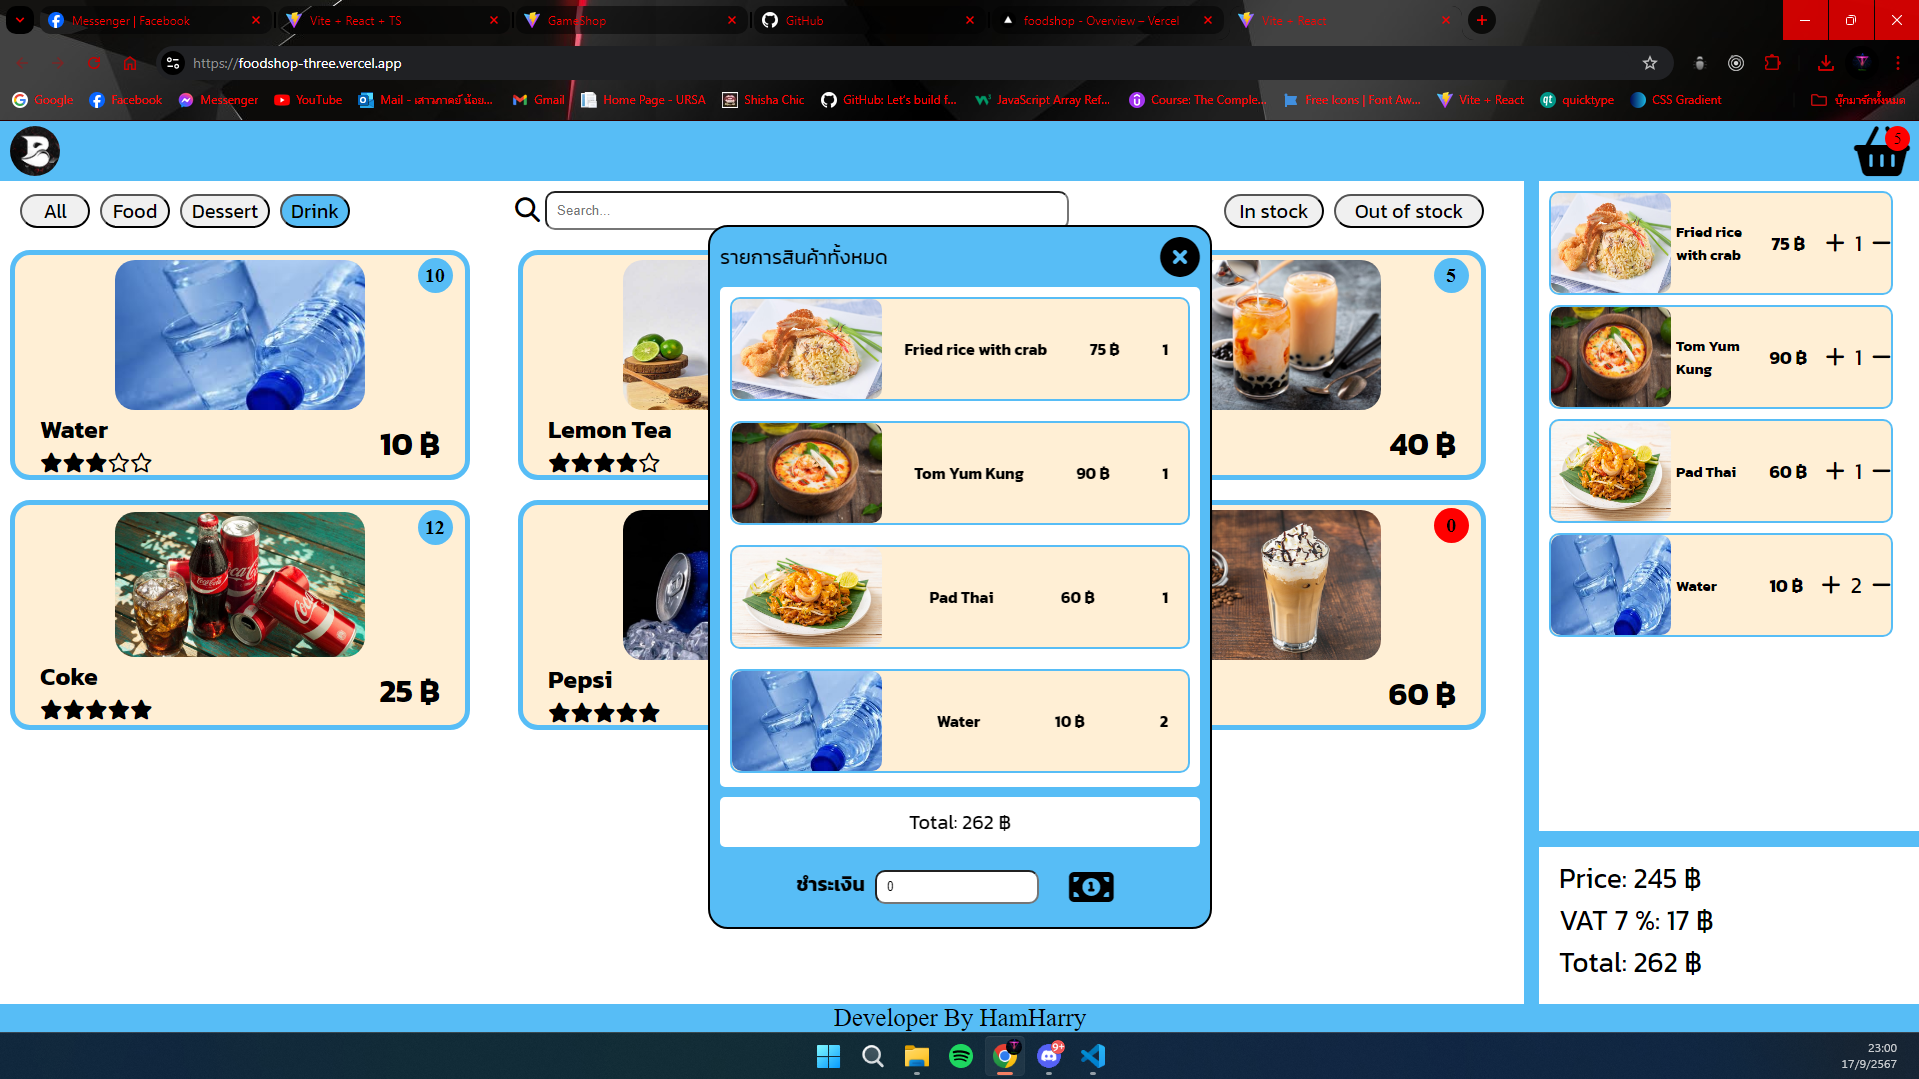 Messenger | Facebook
Vite + React + TS
GameShop
GitHub
foodshop - Overview – Vercel
Vite + React
https://foodshop-three.vercel.app
Google
Facebook
Messenger
YouTube
Mail - เสาวภาคย์ น้อย...
Gmail
Home Page - URSA
Shisha Chic
GitHub: Let's build f...
JavaScript Array Ref...
Course: The Comple...
Free Icons | Font Aw...
Vite + React
quicktype
CSS Gradient
บุ๊กมาร์กทั้งหมด
5
All
Food
Dessert
Drink
Search...
In stock
Out of stock
10
Water
10 ฿
Lemon Tea
5
40 ฿
12
Coke
25 ฿
Pepsi
0
60 ฿
รายการสินค้าทั้งหมด
Fried rice with crab 75 ฿ 1
Tom Yum Kung 90 ฿ 1
Pad Thai 60 ฿ 1
Water 10 ฿ 2
Total: 262 ฿
ชำระเงิน 0
1
Fried rice
with crab
75 ฿ + 1 −
Tom Yum
Kung
90 ฿ + 1 −
Pad Thai 60 ฿ + 1 −
Water 10 ฿ + 2 −
Price: 245 ฿
VAT 7 %: 17 ฿
Total: 262 ฿
Developer By HamHarry
9+
23:00
17/9/2567